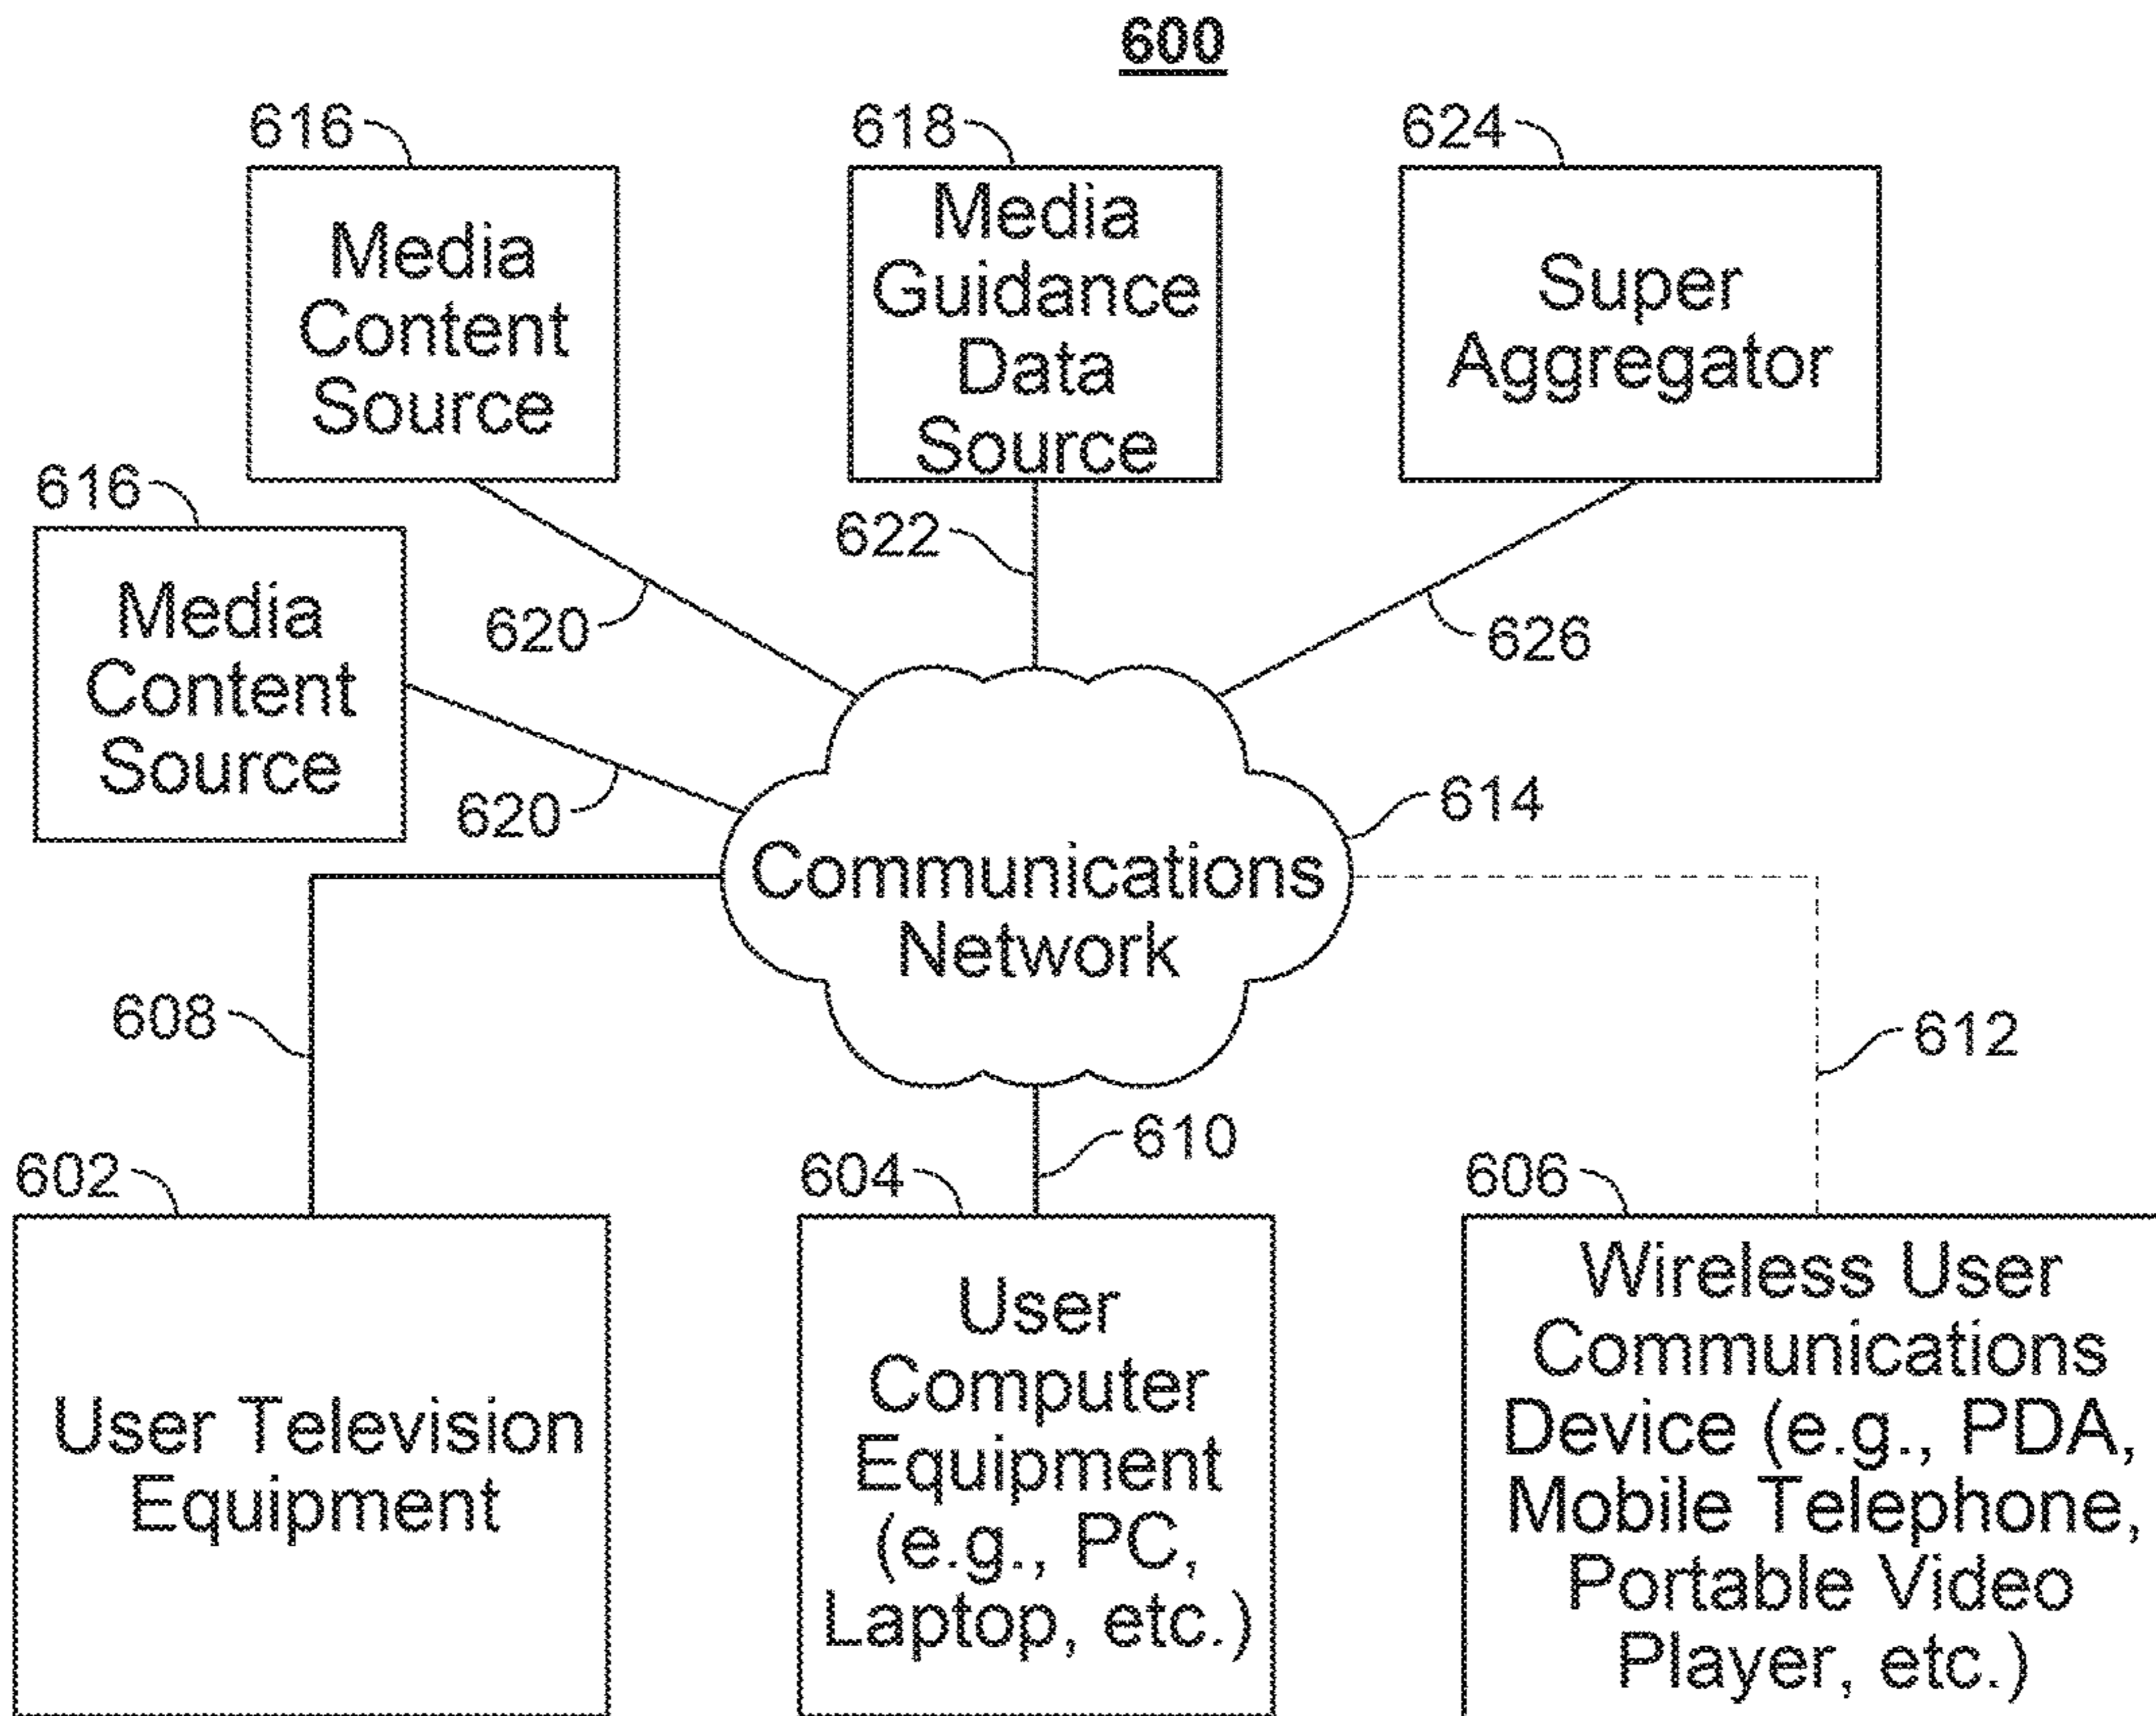 600
616
Media
Content
Source
618
Media
Guidance
Data
Source
624
Super
Aggregator
616
Media
Content
Source
620
620
622
626
Communications
Network
614
608
610
612
602
User Television
Equipment
604
User
Computer
Equipment
(e.g., PC,
Laptop, etc.)
606
Wireless User
Communications
Device (e.g., PDA,
Mobile Telephone,
Portable Video
Player, etc.)